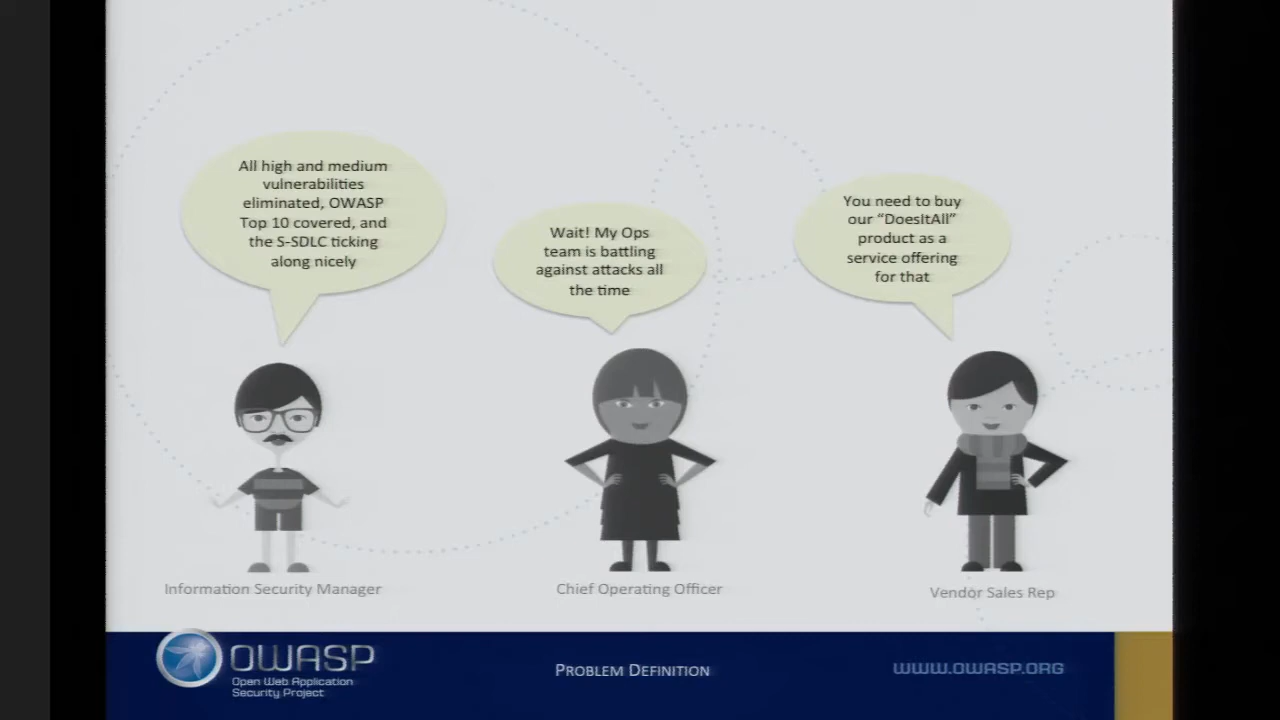 All high and medium
vulnerabilities
eliminated, OWASP
Top 10 covered, and
the S-SDLC ticking
along nicely
Wait! My Ops
team is battling
against attacks all
the time
You need to buy
our “DoesItAll”
product as a
service offering
for that
Information Security Manager
Chief Operating Officer
Vendor Sales Rep
OWASP
Open Web Application
Security Project
PROBLEM DEFINITION
WWW.OWASP.ORG